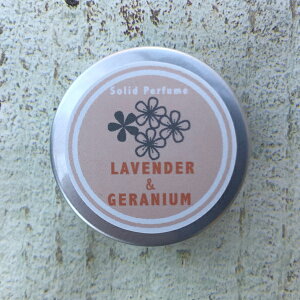 Solid Perfume
LAVENDER
&
GERANIUM